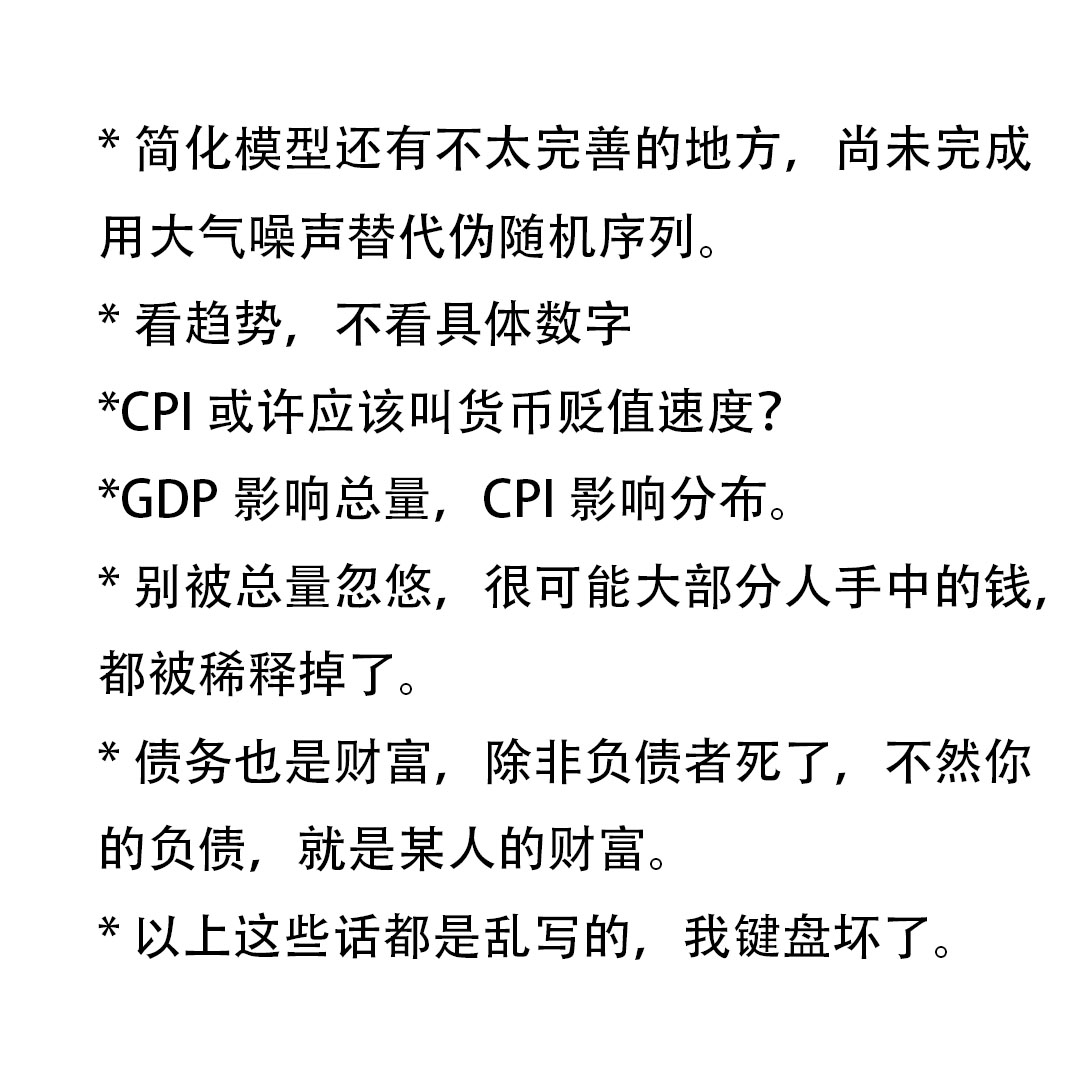 * 简化模型还有不太完善的地方，尚未完成
用大气噪声替代伪随机序列。
* 看趋势，不看具体数字
*CPI 或许应该叫货币贬值速度？
*GDP 影响总量，CPI 影响分布。
* 别被总量忽悠，很可能大部分人手中的钱，
都被稀释掉了。
* 债务也是财富，除非负债者死了，不然你
的负债，就是某人的财富。
* 以上这些话都是乱写的，我键盘坏了。